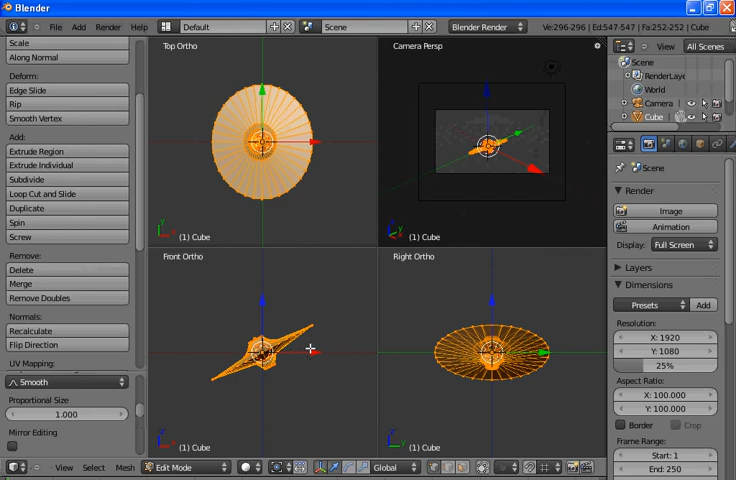 Blender
File Add Render Help Default Scene Blender Render Ve:296-296 | Ed:547-547 | Fa:252-252 | Cube
Scale
Along Normal
Deform:
Edge Slide
Rip
Smooth Vertex
Add:
Extrude Region
Extrude Individual
Subdivide
Loop Cut and Slide
Duplicate
Spin
Screw
Remove:
Delete
Merge
Remove Doubles
Normals:
Recalculate
Flip Direction
UV Mapping:
Smooth
Proportional Size
1.000
Mirror Editing
Top Ortho
(1) Cube
Camera Persp
(1) Cube
Front Ortho
(1) Cube
Right Ortho
(1) Cube
View Select Mesh Edit Mode Global
View All Scenes
Scene
RenderLaye
World
Camera
Cube
Scene
Render
Image
Animation
Display: Full Screen
Layers
Dimensions
Presets Add
Resolution:
X: 1920
Y: 1080
25%
Aspect Ratio:
X: 100.000
Y: 100.000
Border Crop
Frame Range:
Start: 1
End: 250